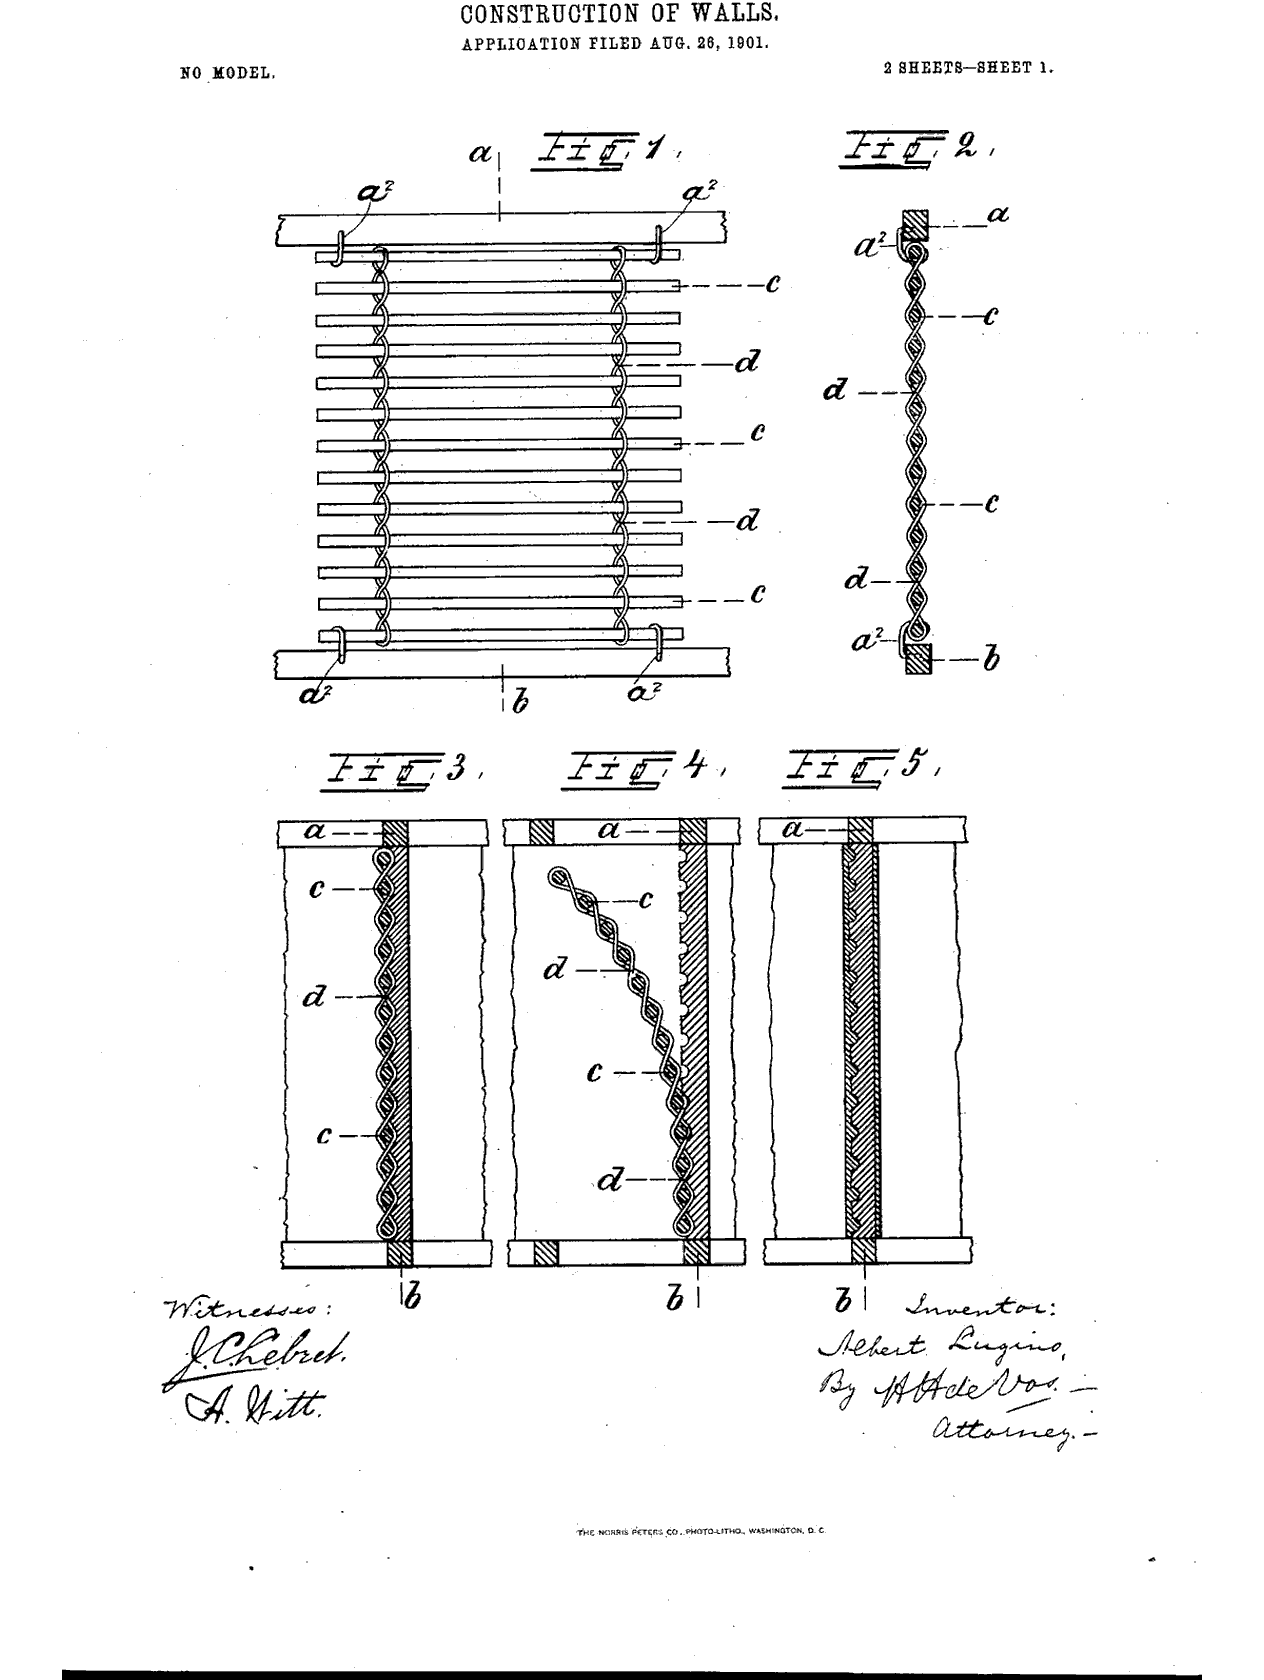 CONSTRUCTION OF WALLS.
APPLICATION FILED AUG. 26, 1901.
NO MODEL.
2 SHEETS—SHEET 1.
FIG. 1.
a
a²
a²
c
d
c
d
c
a²
a²
b
FIG. 2.
a
a²
c
d
c
d
a²
b
FIG. 3.
a
c
d
c
b
FIG. 4.
a
c
d
c
d
b
FIG. 5.
a
b
Witnesses:
J. C. Chebret.
A. Witt.
Inventor:
Albert Lugino,
By HH de Vos.
Attorney.
THE NORRIS PETERS CO., PHOTO-LITHO., WASHINGTON, D. C.